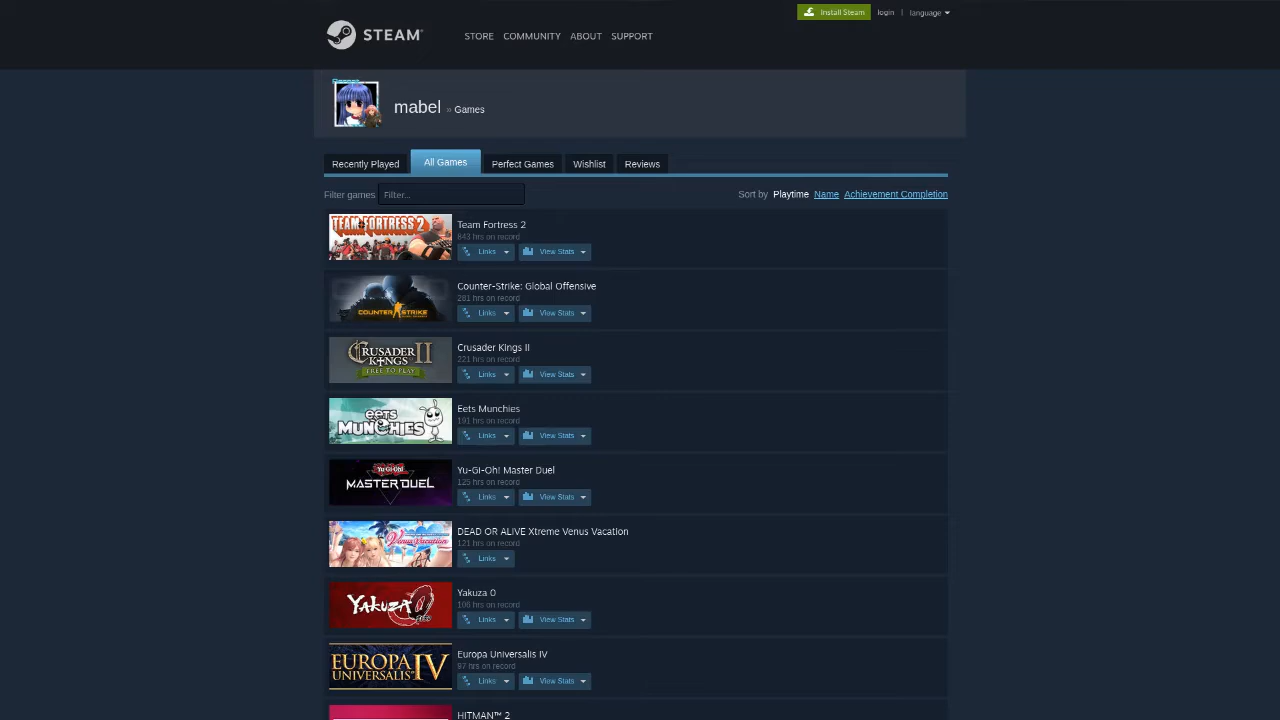 Install Steam
login | language
STEAM®
STORE COMMUNITY ABOUT SUPPORT
mabel » Games
Recently Played All Games Perfect Games Wishlist Reviews
Filter games Filter... Sort by Playtime Name Achievement Completion
TEAM FORTRESS 2
Team Fortress 2
843 hrs on record
Links View Stats
COUNTER STRIKE
Counter-Strike: Global Offensive
281 hrs on record
Links View Stats
CRUSADER KINGS II
FREE TO PLAY
Crusader Kings II
221 hrs on record
Links View Stats
eets MUNCHIES
Eets Munchies
191 hrs on record
Links View Stats
Yu-Gi-Oh!
MASTER DUEL
Yu-Gi-Oh! Master Duel
125 hrs on record
Links View Stats
Venus Vacation
DEAD OR ALIVE Xtreme Venus Vacation
121 hrs on record
Links
YAKUZA 0
Yakuza 0
106 hrs on record
Links View Stats
EUROPA UNIVERSALIS IV
Europa Universalis IV
97 hrs on record
Links View Stats
HITMAN™ 2